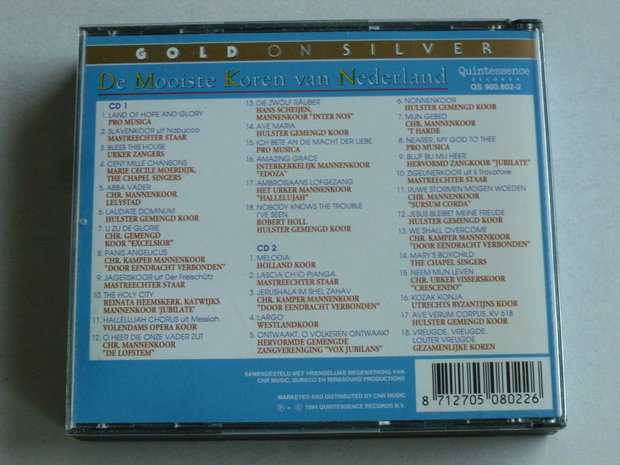 GOLD ON SILVER
De Mooiste Koren van Nederland
Quintessence
RECORDS
QS 900.802-2
CD 1
1. LAND OF HOPE AND GLORY
PRO MUSICA
2. SLAVENKOOR uit Nabucco
MASTREECHTER STAAR
3. BLESS THIS HOUSE
URKER ZANGERS
4. CENT MILLE CHANSONS
MARIE CECILE MOERDIJK,
THE CHAPEL SINGERS
5. ABBA VADER
CHR. MANNENKOOR
LELYSTAD
6. LAUDATE DOMINUM
HULSTER GEMENGD KOOR
7. U ZIJ DE GLORIE
CHR. GEMENGD
KOOR "EXCELSIOR"
8. PANIS ANGELICUS
CHR. KAMPER MANNENKOOR
"DOOR EENDRACHT VERBONDEN"
9. JAGERSKOOR uit Der Freischütz
MASTREECHTER STAAR
10. THE HOLY CITY
REINATA HEEMSKERK, KATWIJKS
MANNENKOOR 'JUBILATE'
11. HALLELUJAH CHORUS uit Messiah
VOLENDAMS OPERA KOOR
12. O HEER DIE ONZE VADER ZIJT
CHR. MANNENKOOR
"DE LOFSTEM"
13. DIE ZWÖLF RÄUBER
HANS SCHEIJEN,
MANNENKOOR "INTER NOS"
14. AVE MARIA
HULSTER GEMENGD KOOR
15. ICH BETE AN DIE MACHT DER LIEBE
PRO MUSICA
16. AMAZING GRACE
INTERKERKELIJK MANNENKOOR
"EDOZA"
17. AMBROSIAANS LOFGEZANG
HET URKER MANNENKOOR
"HALLELUJAH"
18. NOBODY KNOWS THE TROUBLE
I'VE SEEN
ROBERT HOLL
HULSTER GEMENGD KOOR
CD 2
1. MELODIA
HOLLAND KOOR
2. LASCIA CH'IO PIANGA
MASTREECHTER STAAR
3. JERUSHALA'IM SHEL ZAHAV
CHR. KAMPER MANNENKOOR
"DOOR EENDRACHT VERBONDEN"
4. LARGO
WESTLANDKOOR
5. ONTWAAKT, O VOLKEREN ONTWAAKT
HERVORMDE GEMENGDE
ZANGVERENIGING "VOX JUBILANS"
6. NONNENKOOR
HULSTER GEMENGD KOOR
7. MIJN GEBED
CHR. MANNENKOOR
"T HARDE
8. NEARER, MY GOD TO THEE
PRO MUSICA
9. BLIJF BIJ MIJ HEER
HERVORMD ZANGKOOR "JUBILATE"
10. ZIGEUNERKOOR uit Il Trovatore
MASTREECHTER STAAR
11. RUWE STORMEN MOGEN WOEDEN
CHR. MANNENKOOR
"SURSUM CORDA"
12. JESUS BLEIBET MEINE FREUDE
HULSTER GEMENGD KOOR
13. WE SHALL OVERCOME
CHR. KAMPER MANNENKOOR
"DOOR EENDRACHT VERBONDEN"
14. MARY'S BOYCHILD
THE CHAPEL SINGERS
15. NEEM MIJN LEVEN
CHR. URKER VISSERSKOOR
"CRESCENDO"
16. KOZAK KONJA
UTRECHTS BYZANTIJNS KOOR
17. AVE VERUM CORPUS, KV 618
HULSTER GEMENGD KOOR
18. VREUGDE, VREUGDE,
LOUTER VREUGDE
GEZAMENLIJKE KOREN
SAMENGESTELD MET VRIENDELIJKE MEDEWERKING VAN
CNR MUSIC, DURECO EN MIRASOUND PRODUCTIONS
MARKETED AND DISTRIBUTED BY CNR MUSIC
℗ + © 1994 QUINTESSENCE RECORDS B.V.
8 712705 080226